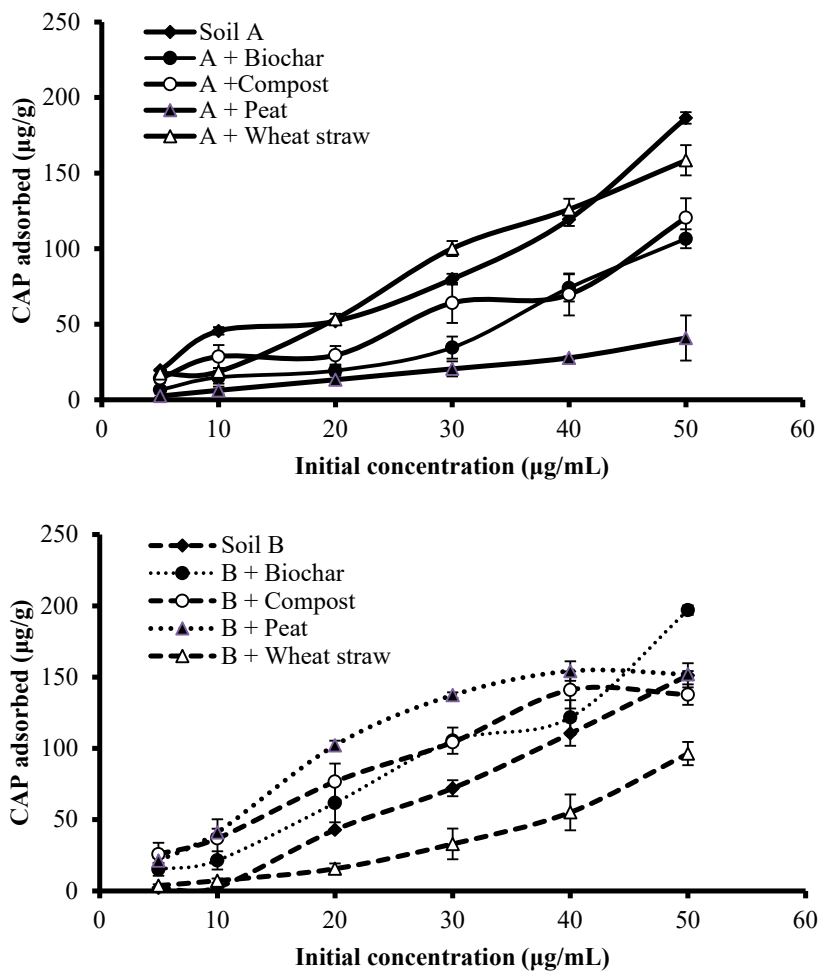 250
200
150
100
50
0
CAP adsorbed (µg/g)
Soil A
A + Biochar
A +Compost
A + Peat
A + Wheat straw
0 10 20 30 40 50 60
Initial concentration (µg/mL)
250
200
150
100
50
0
CAP adsorbed (µg/g)
Soil B
B + Biochar
B + Compost
B + Peat
B + Wheat straw
0 10 20 30 40 50 60
Initial concentration (µg/mL)